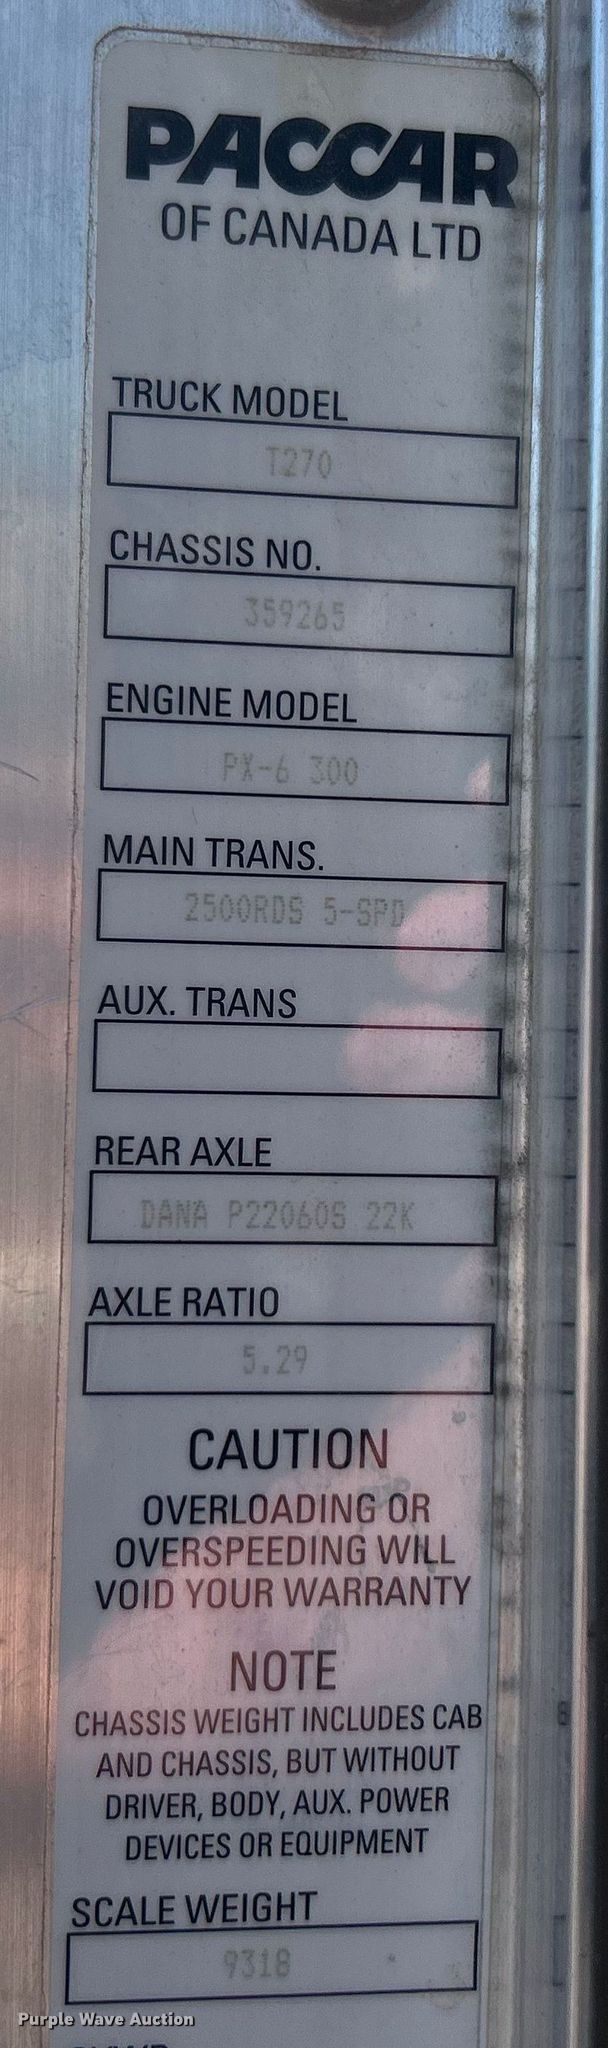 PACCAR
OF CANADA LTD
TRUCK MODEL
T270
CHASSIS NO.
359265
ENGINE MODEL
PX-6 300
MAIN TRANS.
2500RDS 5-SPD
AUX. TRANS
REAR AXLE
DANA P22060S 22K
AXLE RATIO
5.29
CAUTION
OVERLOADING OR
OVERSPEEDING WILL
VOID YOUR WARRANTY
NOTE
CHASSIS WEIGHT INCLUDES CAB
AND CHASSIS, BUT WITHOUT
DRIVER, BODY, AUX. POWER
DEVICES OR EQUIPMENT
SCALE WEIGHT
9318
Purple Wave Auction